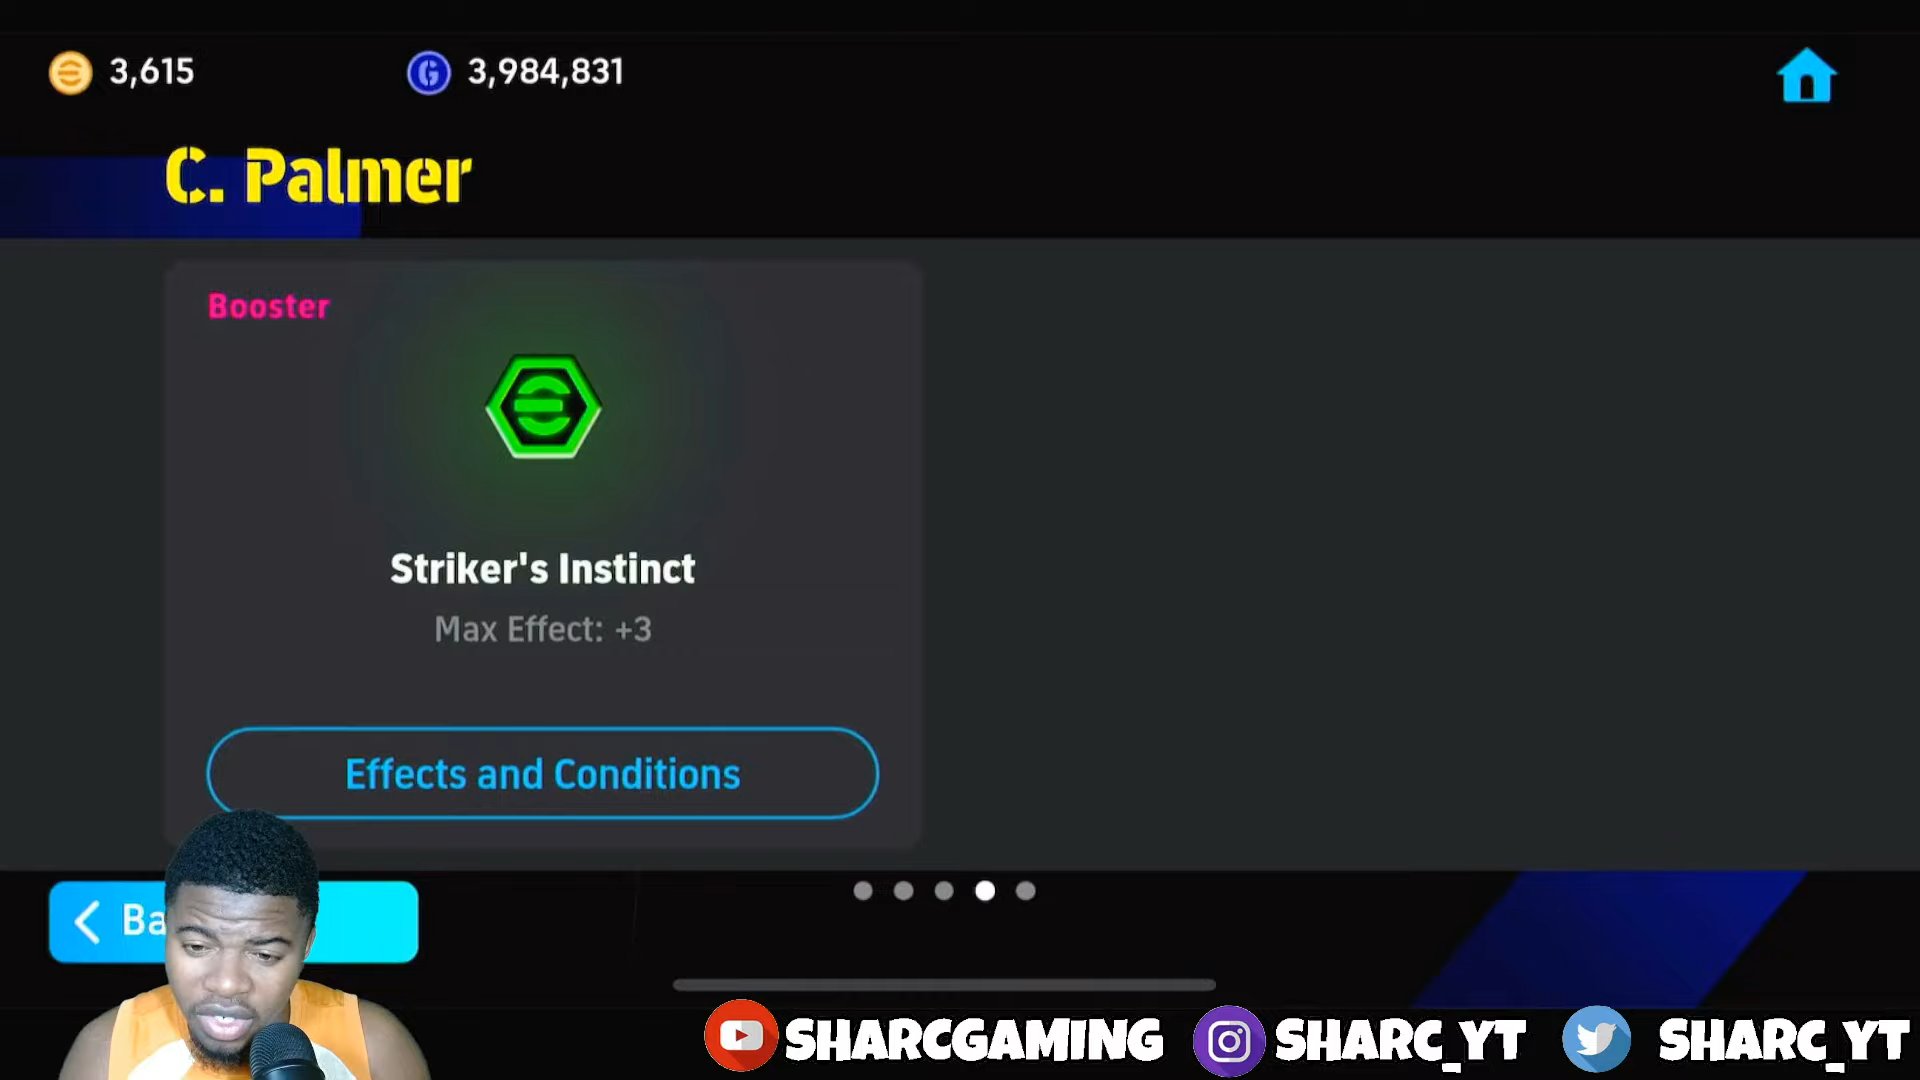 3,615 3,984,831
C. Palmer
Booster
Striker's Instinct
Max Effect: +3
Effects and Conditions
Ba
SHARCGAMING SHARC_YT SHARC_YT